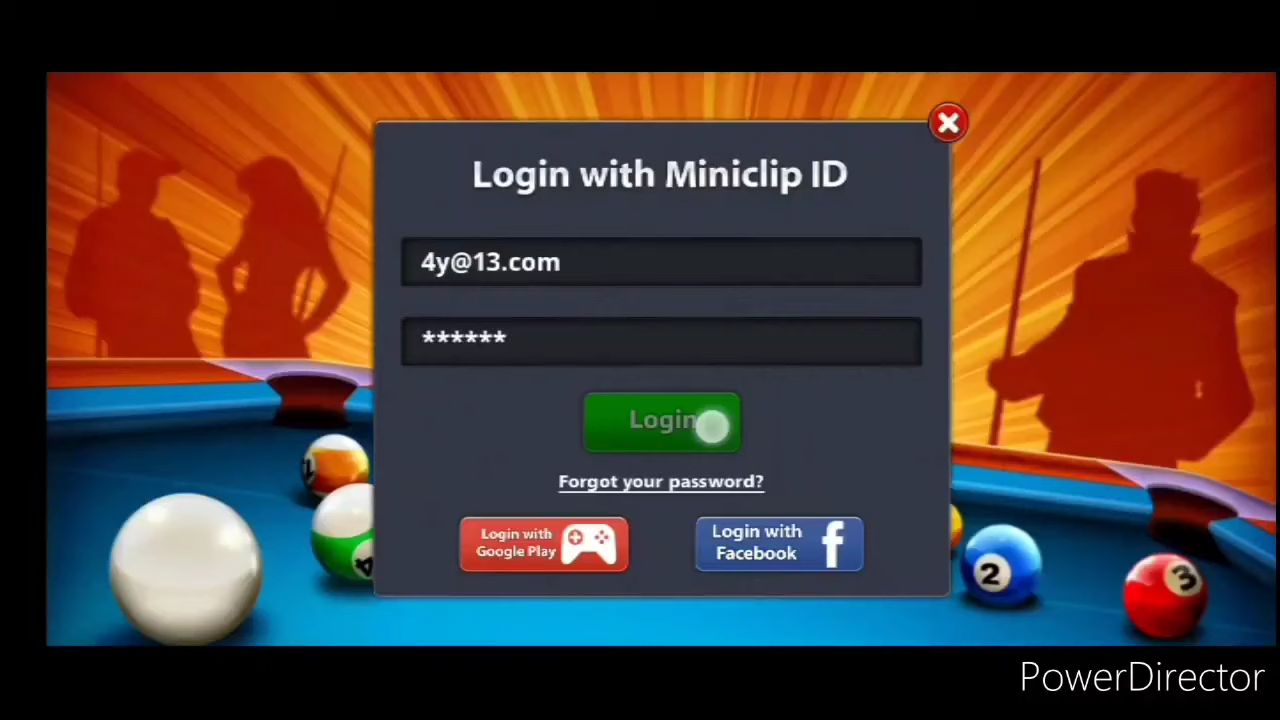 Login with Miniclip ID
4y@13.com
******
Login
Forgot your password?
Login with
Google Play
Login with
Facebook f
4
2
3
PowerDirector